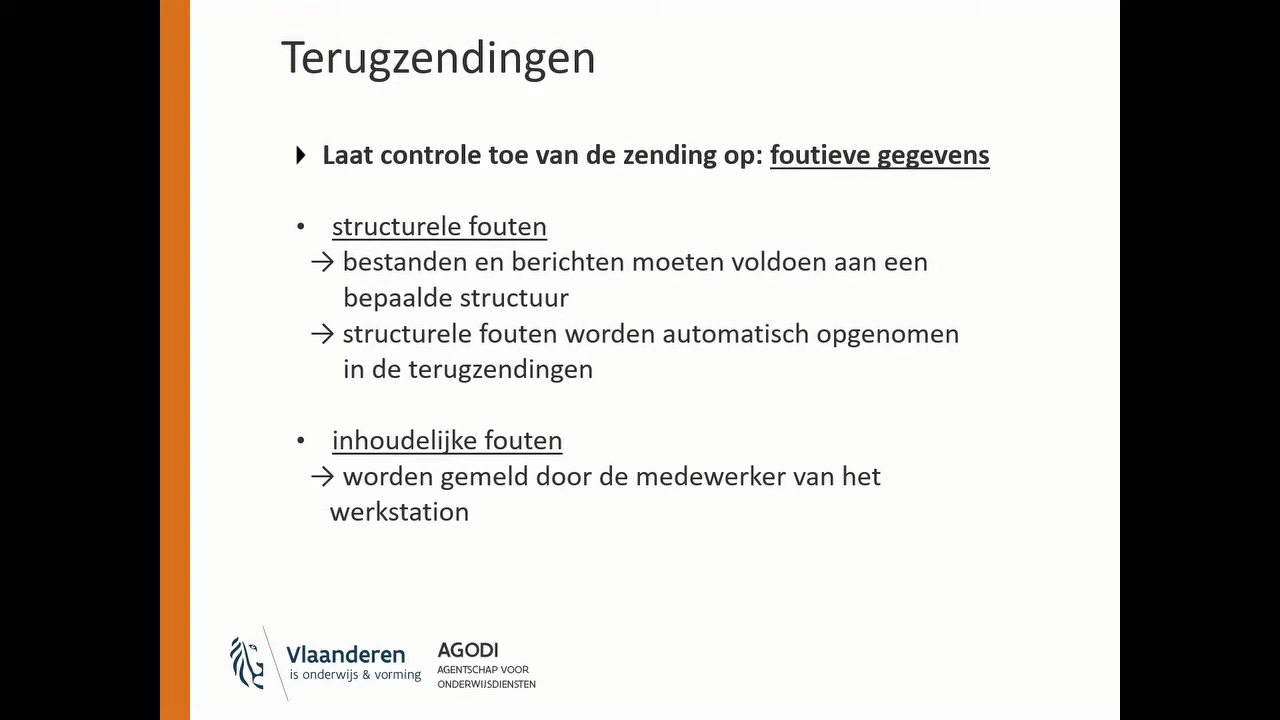 Terugzendingen
Laat controle toe van de zending op: foutieve gegevens
• structurele fouten
→ bestanden en berichten moeten voldoen aan een
bepaalde structuur
→ structurele fouten worden automatisch opgenomen
in de terugzendingen
• inhoudelijke fouten
→ worden gemeld door de medewerker van het
werkstation
Vlaanderen
is onderwijs & vorming
AGODI
AGENTSCHAP VOOR
ONDERWIJSDIENSTEN